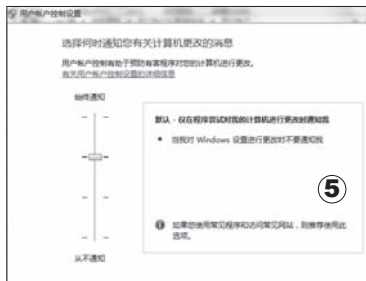 用户帐户控制设置
选择何时通知您有关计算机更改的消息
用户帐户控制有助于预防有害程序对您的计算机进行更改。
有关用户帐户控制设置的详细信息
始终通知
默认 - 仅在程序尝试对我的计算机进行更改时通知我
• 当我对 Windows 设置进行更改时不要通知我
5
如果您使用常见程序和访问常见网站，则推荐使用此
选项。
从不通知